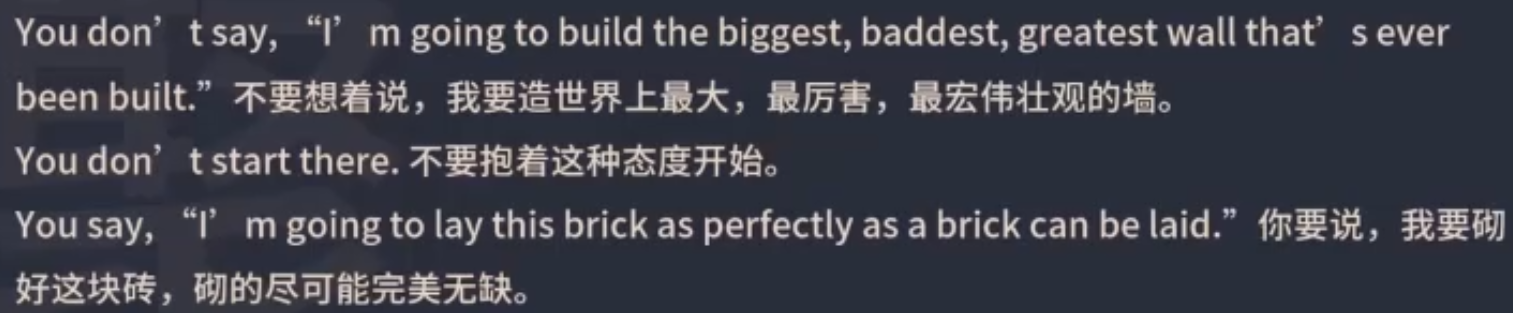 You don’t say, “I’m going to build the biggest, baddest, greatest wall that’s ever
been built.” 不要想着说，我要造世界上最大，最厉害，最宏伟壮观的墙。
You don’t start there. 不要抱着这种态度开始。
You say, “I’m going to lay this brick as perfectly as a brick can be laid.” 你要说，我要砌
好这块砖，砌的尽可能完美无缺。